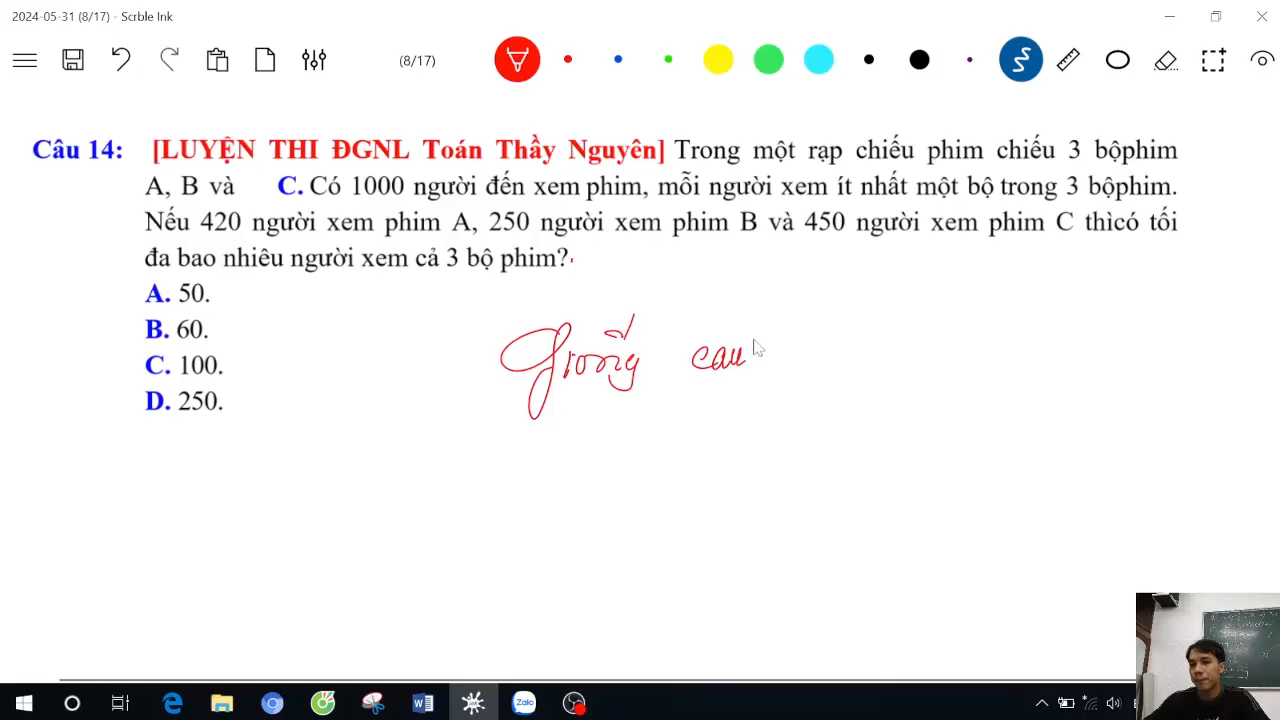 2024-05-31 (8/17) - Scrble Ink
(8/17)
Câu 14: [LUYỆN THI ĐGNL Toán Thầy Nguyên] Trong một rạp chiếu phim chiếu 3 bộphim
A, B và C. Có 1000 người đến xem phim, mỗi người xem ít nhất một bộ trong 3 bộphim.
Nếu 420 người xem phim A, 250 người xem phim B và 450 người xem phim C thìcó tối
đa bao nhiêu người xem cả 3 bộ phim?
A. 50.
B. 60.
C. 100.
D. 250.
Giống cau
Zalo